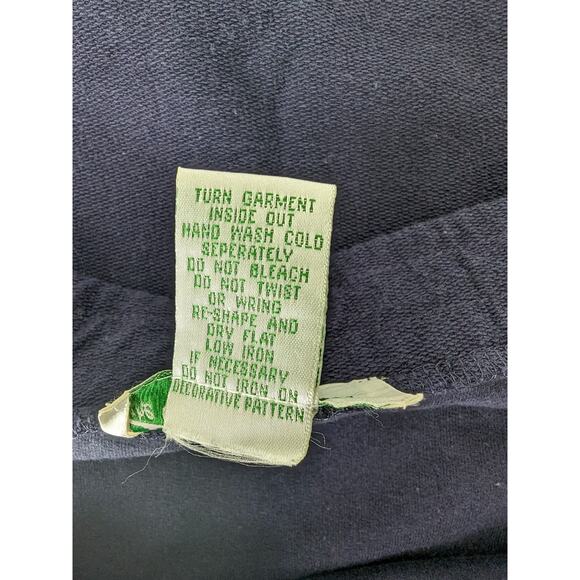 TURN GARMENT
INSIDE OUT
HAND WASH COLD
SEPERATELY
DO NOT BLEACH
DO NOT TWIST
OR WRING
RE-SHAPE AND
DRY FLAT
LOW IRON
IF NECESSARY
DO NOT IRON ON
DECORATIVE PATTERN